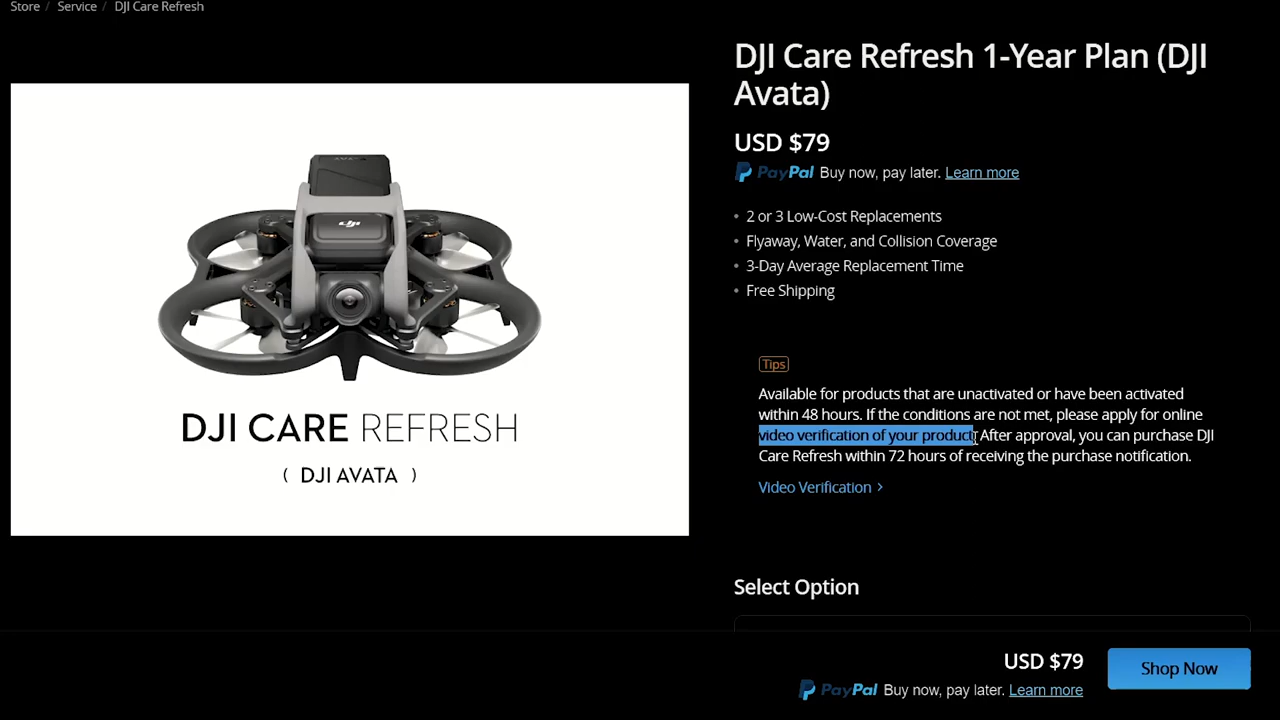 Store / Service / DJI Care Refresh
DJI Care Refresh 1-Year Plan (DJI
Avata)
USD $79
PayPal Buy now, pay later. Learn more
• 2 or 3 Low-Cost Replacements
• Flyaway, Water, and Collision Coverage
• 3-Day Average Replacement Time
• Free Shipping
Tips
Available for products that are unactivated or have been activated
within 48 hours. If the conditions are not met, please apply for online
video verification of your product. After approval, you can purchase DJI
Care Refresh within 72 hours of receiving the purchase notification.
Video Verification >
dji
DJI CARE REFRESH
( DJI AVATA )
Select Option
USD $79
PayPal Buy now, pay later. Learn more
Shop Now